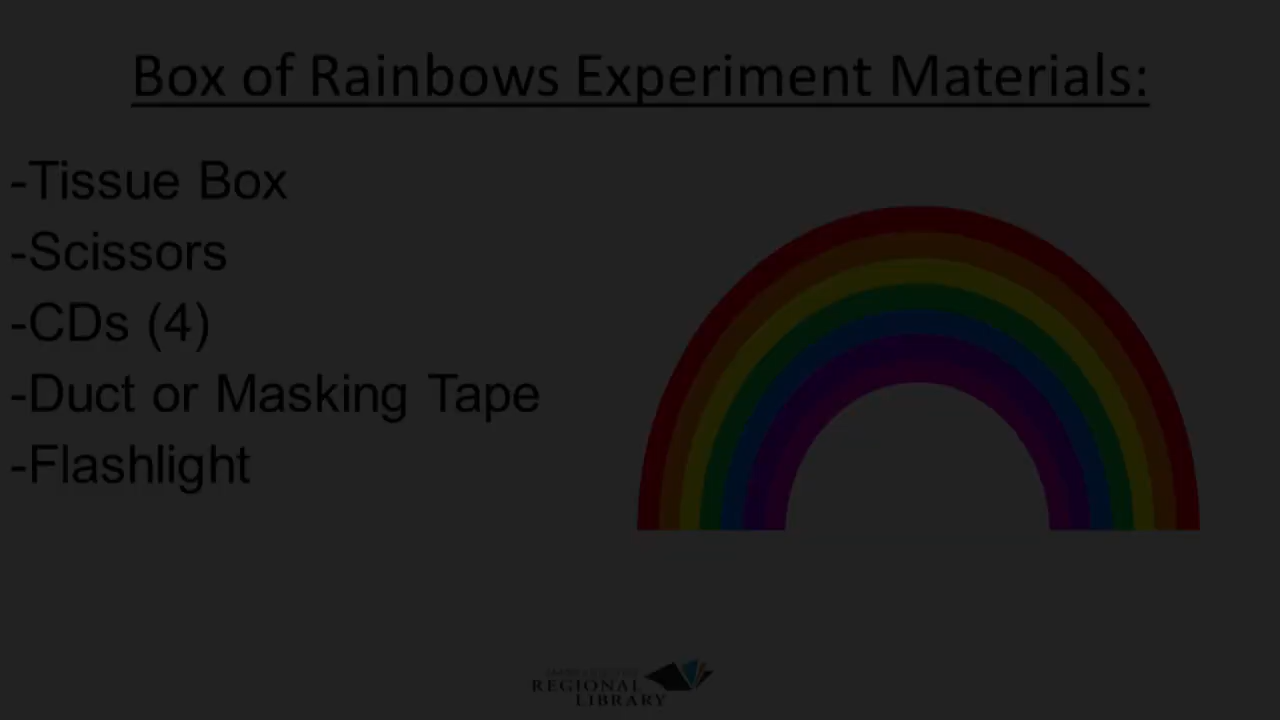 Box of Rainbows Experiment Materials:
-Tissue Box
-Scissors
-CDs (4)
-Duct or Masking Tape
-Flashlight
REGIONAL
LIBRARY